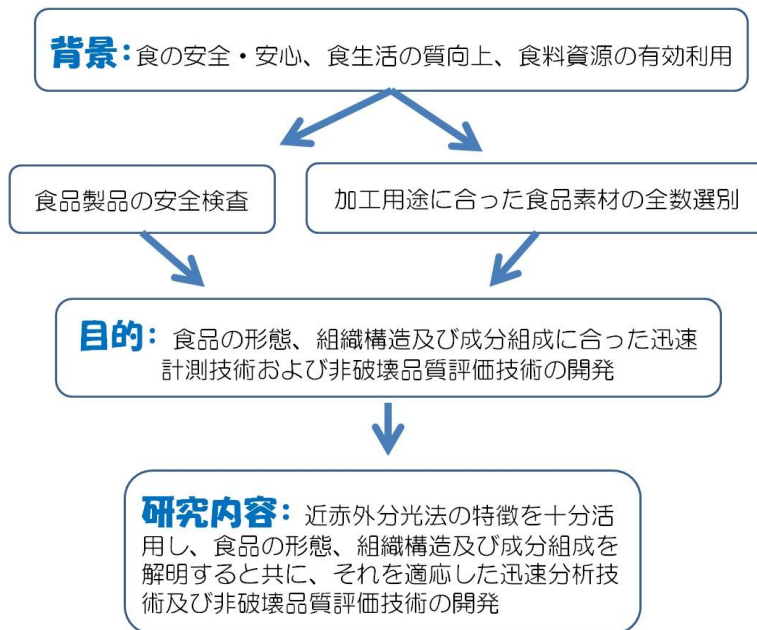 背景：食の安全・安心、食生活の質向上、食料資源の有効利用
食品製品の安全検査
加工用途に合った食品素材の全数選別
目的：食品の形態、組織構造及び成分組成に合った迅速
計測技術および非破壊品質評価技術の開発
研究内容：近赤外分光法の特徴を十分活
用し、食品の形態、組織構造及び成分組成を
解明すると共に、それを適応した迅速分析技
術及び非破壊品質評価技術の開発